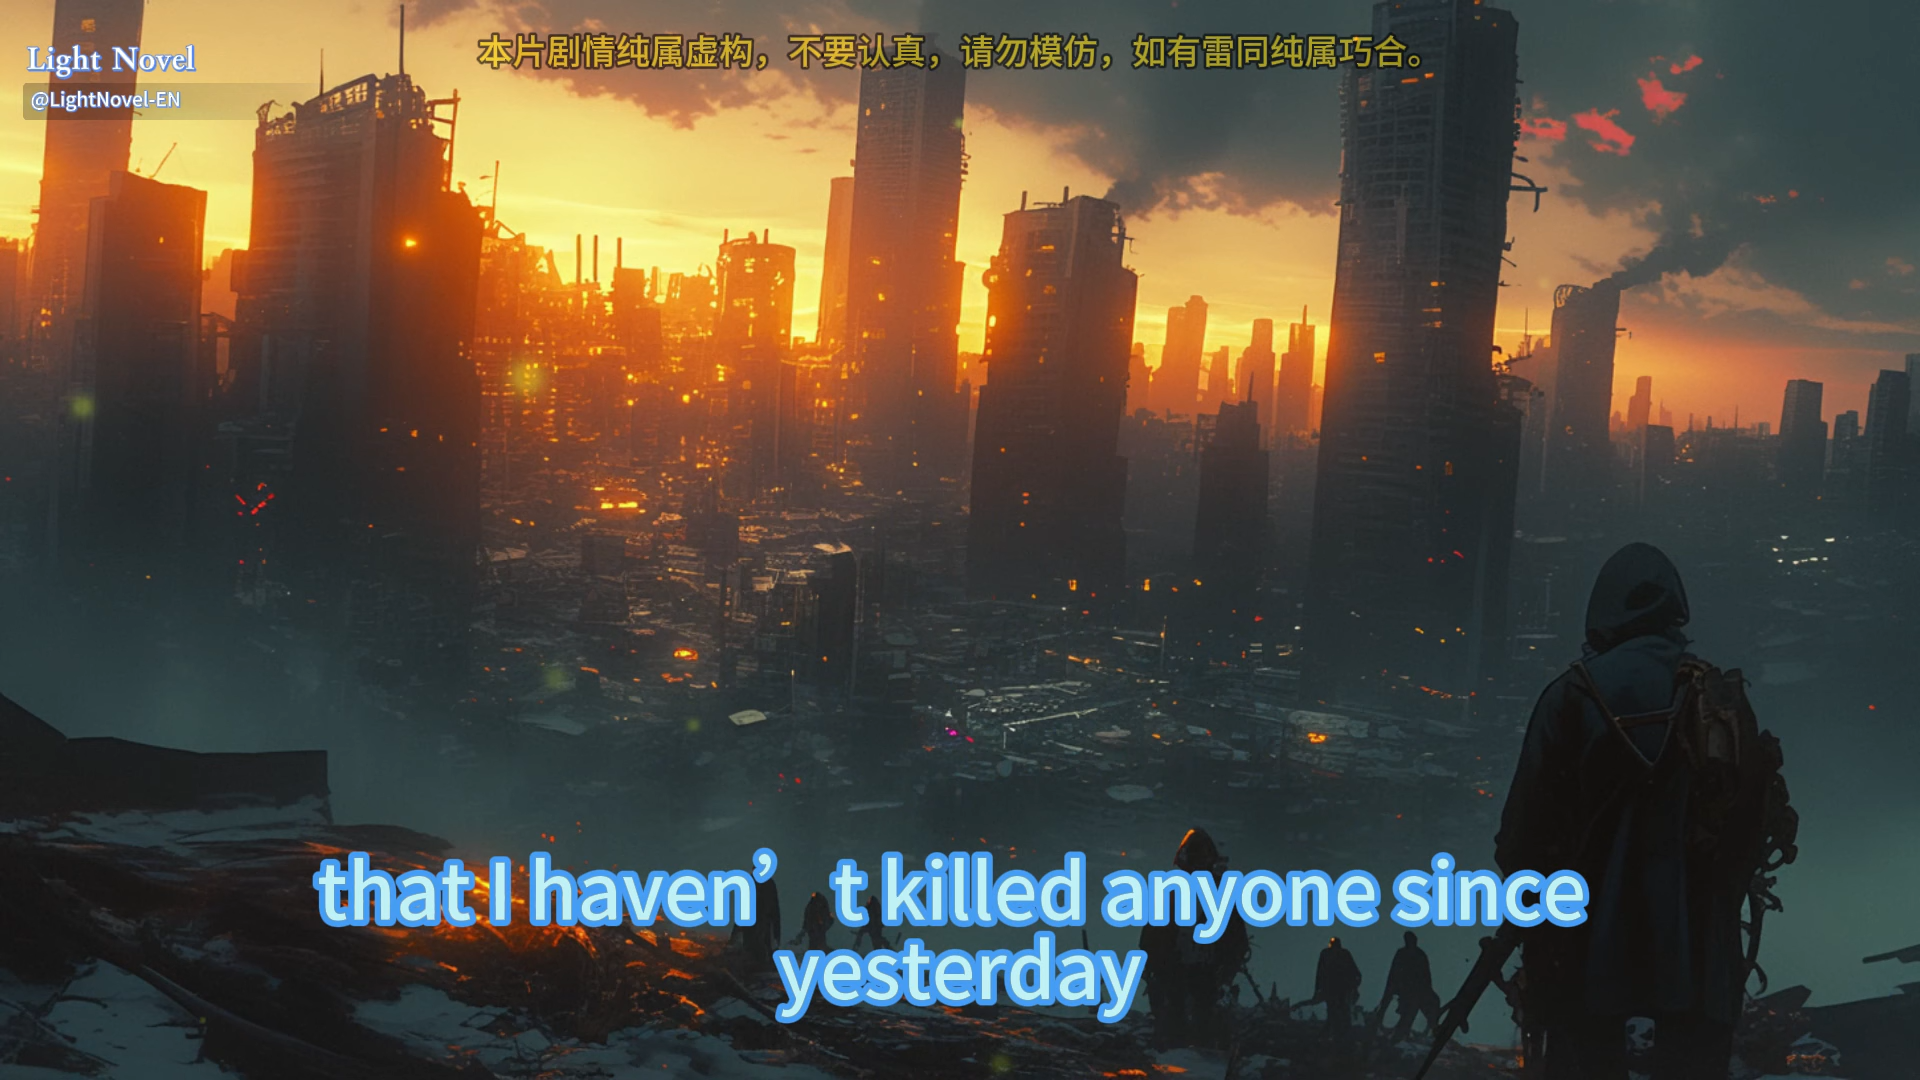 本片剧情纯属虚构，不要认真，请勿模仿，如有雷同纯属巧合。
Light Novel
@LightNovel-EN
that I haven’t killed anyone since
yesterday